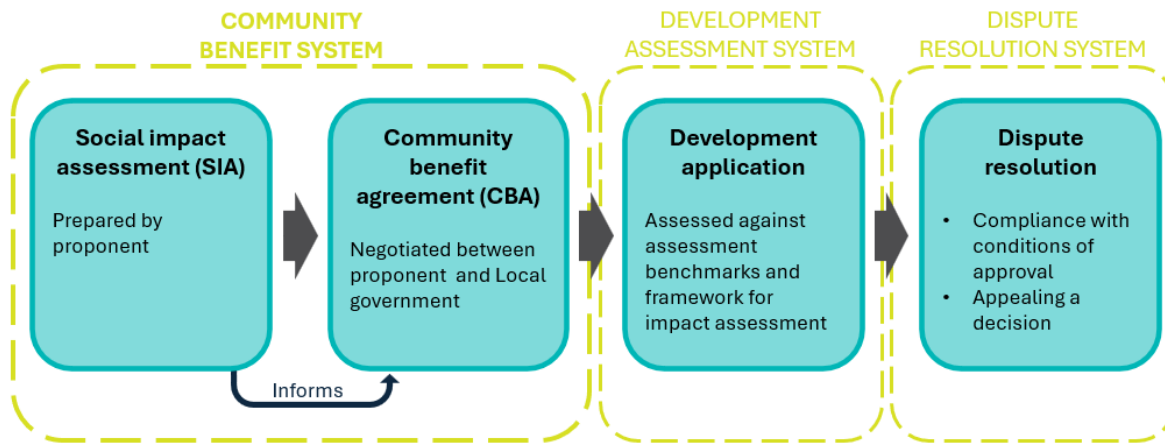 COMMUNITY
BENEFIT SYSTEM
DEVELOPMENT
ASSESSMENT SYSTEM
DISPUTE
RESOLUTION SYSTEM
Social impact
assessment (SIA)
Prepared by
proponent
Community
benefit
agreement (CBA)
Negotiated between
proponent and Local
government
Informs
Development
application
Assessed against
assessment
benchmarks and
framework for
impact assessment
Dispute
resolution
• Compliance with
conditions of
approval
• Appealing a
decision